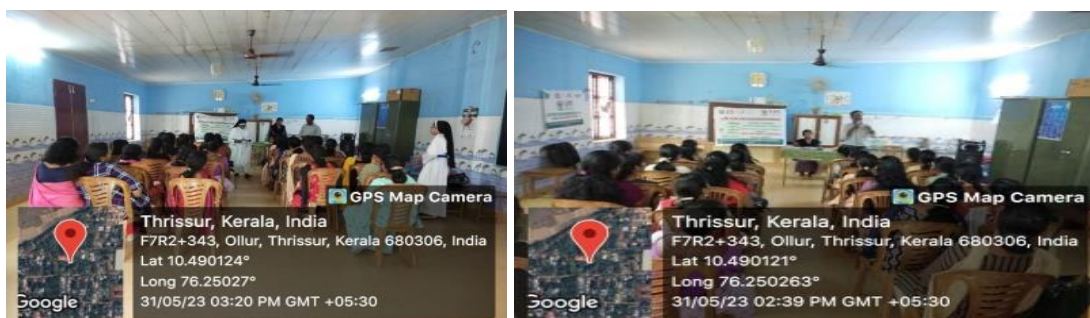 GPS Map Camera
Thrissur, Kerala, India
F7R2+343, Ollur, Thrissur, Kerala 680306, India
Lat 10.490124°
Long 76.25027°
31/05/23 03:20 PM GMT +05:30
Google
GPS Map Camera
Thrissur, Kerala, India
F7R2+343, Ollur, Thrissur, Kerala 680306, India
Lat 10.490121°
Long 76.250263°
31/05/23 02:39 PM GMT +05:30
Google